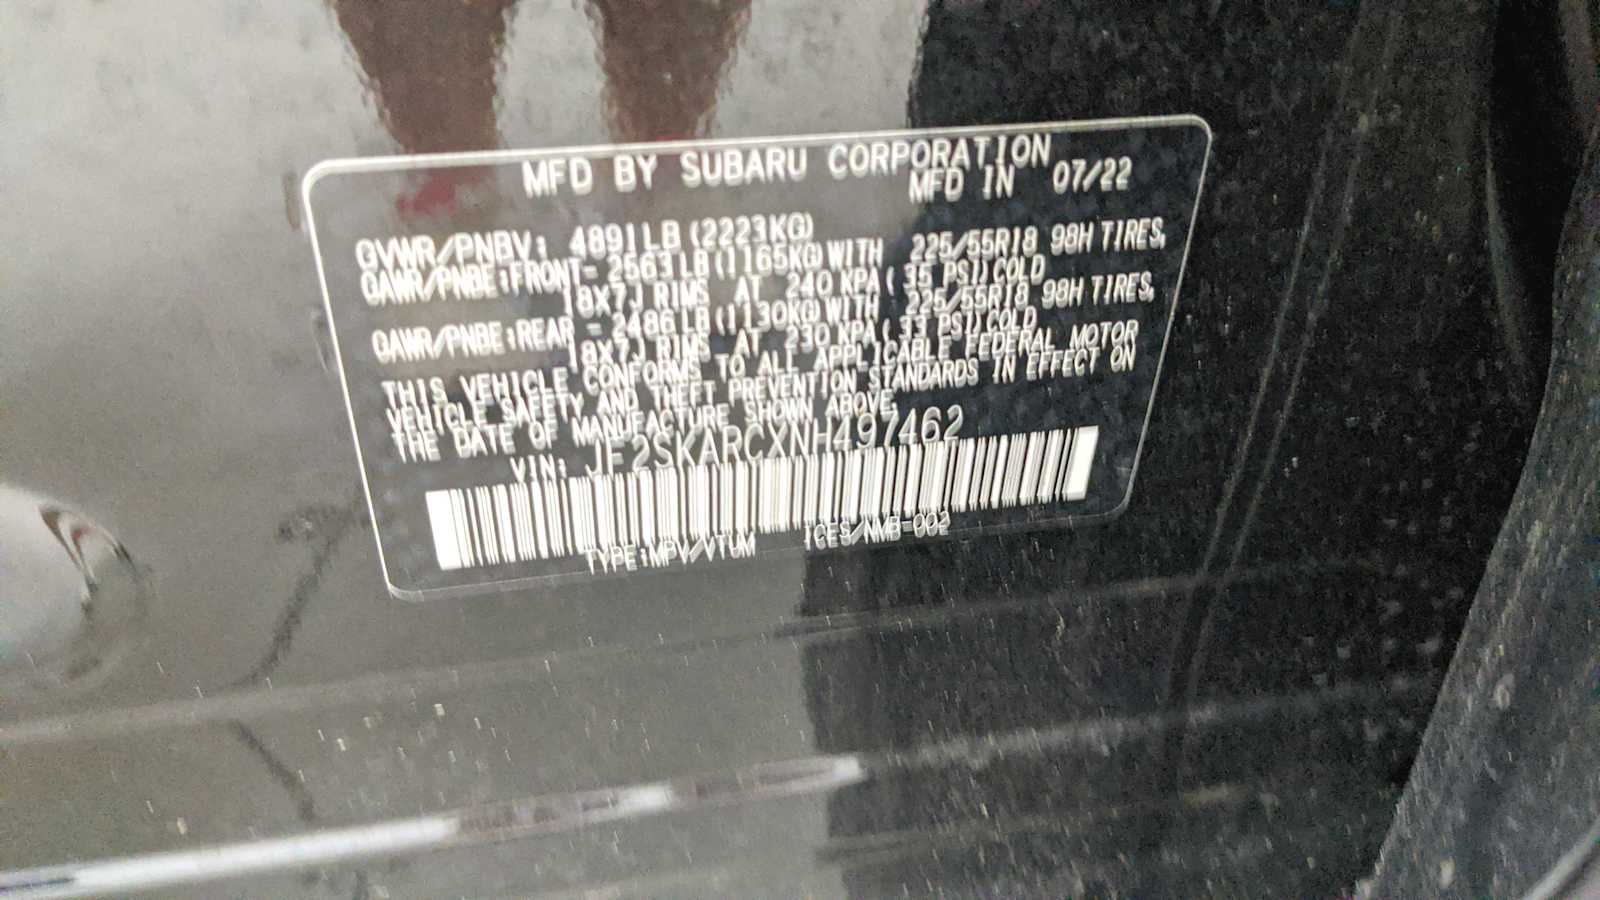 MFD BY SUBARU CORPORATION
MFD IN 07/22
GVWR/PNBV: 4891LB (2223KG)
GAWR/PNBE:FRONT- 2563LB (1165KG) WITH 225/55R18 98H TIRES,
18X7J RIMS AT 240 KPA ( 35 PSI) COLD
GAWR/PNBE:REAR - 2486LB (1130KG) WITH 225/55R18 98H TIRES,
18X7J RIMS AT 230 KPA ( 33 PSI) COLD
THIS VEHICLE CONFORMS TO ALL APPLICABLE FEDERAL MOTOR
VEHICLE SAFETY AND THEFT PREVENTION STANDARDS IN EFFECT ON
THE DATE OF MANUFACTURE SHOWN ABOVE.
VIN: JF2SKARCXNH497462
TYPE:MPV/VTUM ICES/NMB-002